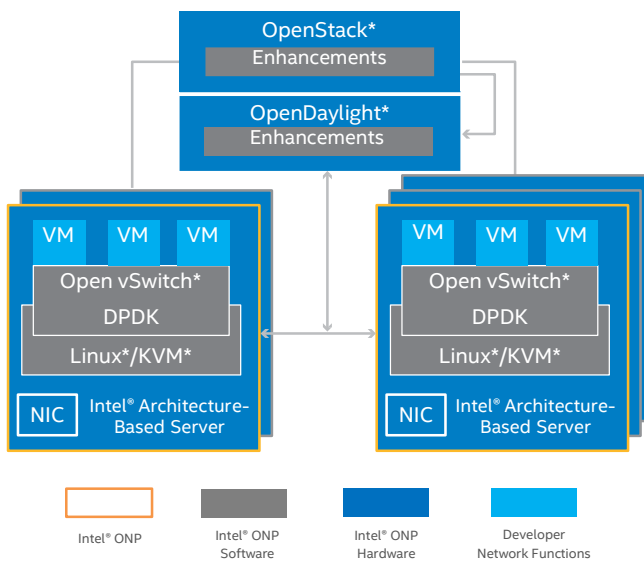 OpenStack*
Enhancements
OpenDaylight*
Enhancements
VM VM VM
Open vSwitch*
DPDK
Linux*/KVM*
NIC
Intel® Architecture-
Based Server
VM VM VM
Open vSwitch*
DPDK
Linux*/KVM*
NIC
Intel® Architecture-
Based Server
Intel® ONP
Intel® ONP
Software
Intel® ONP
Hardware
Developer
Network Functions